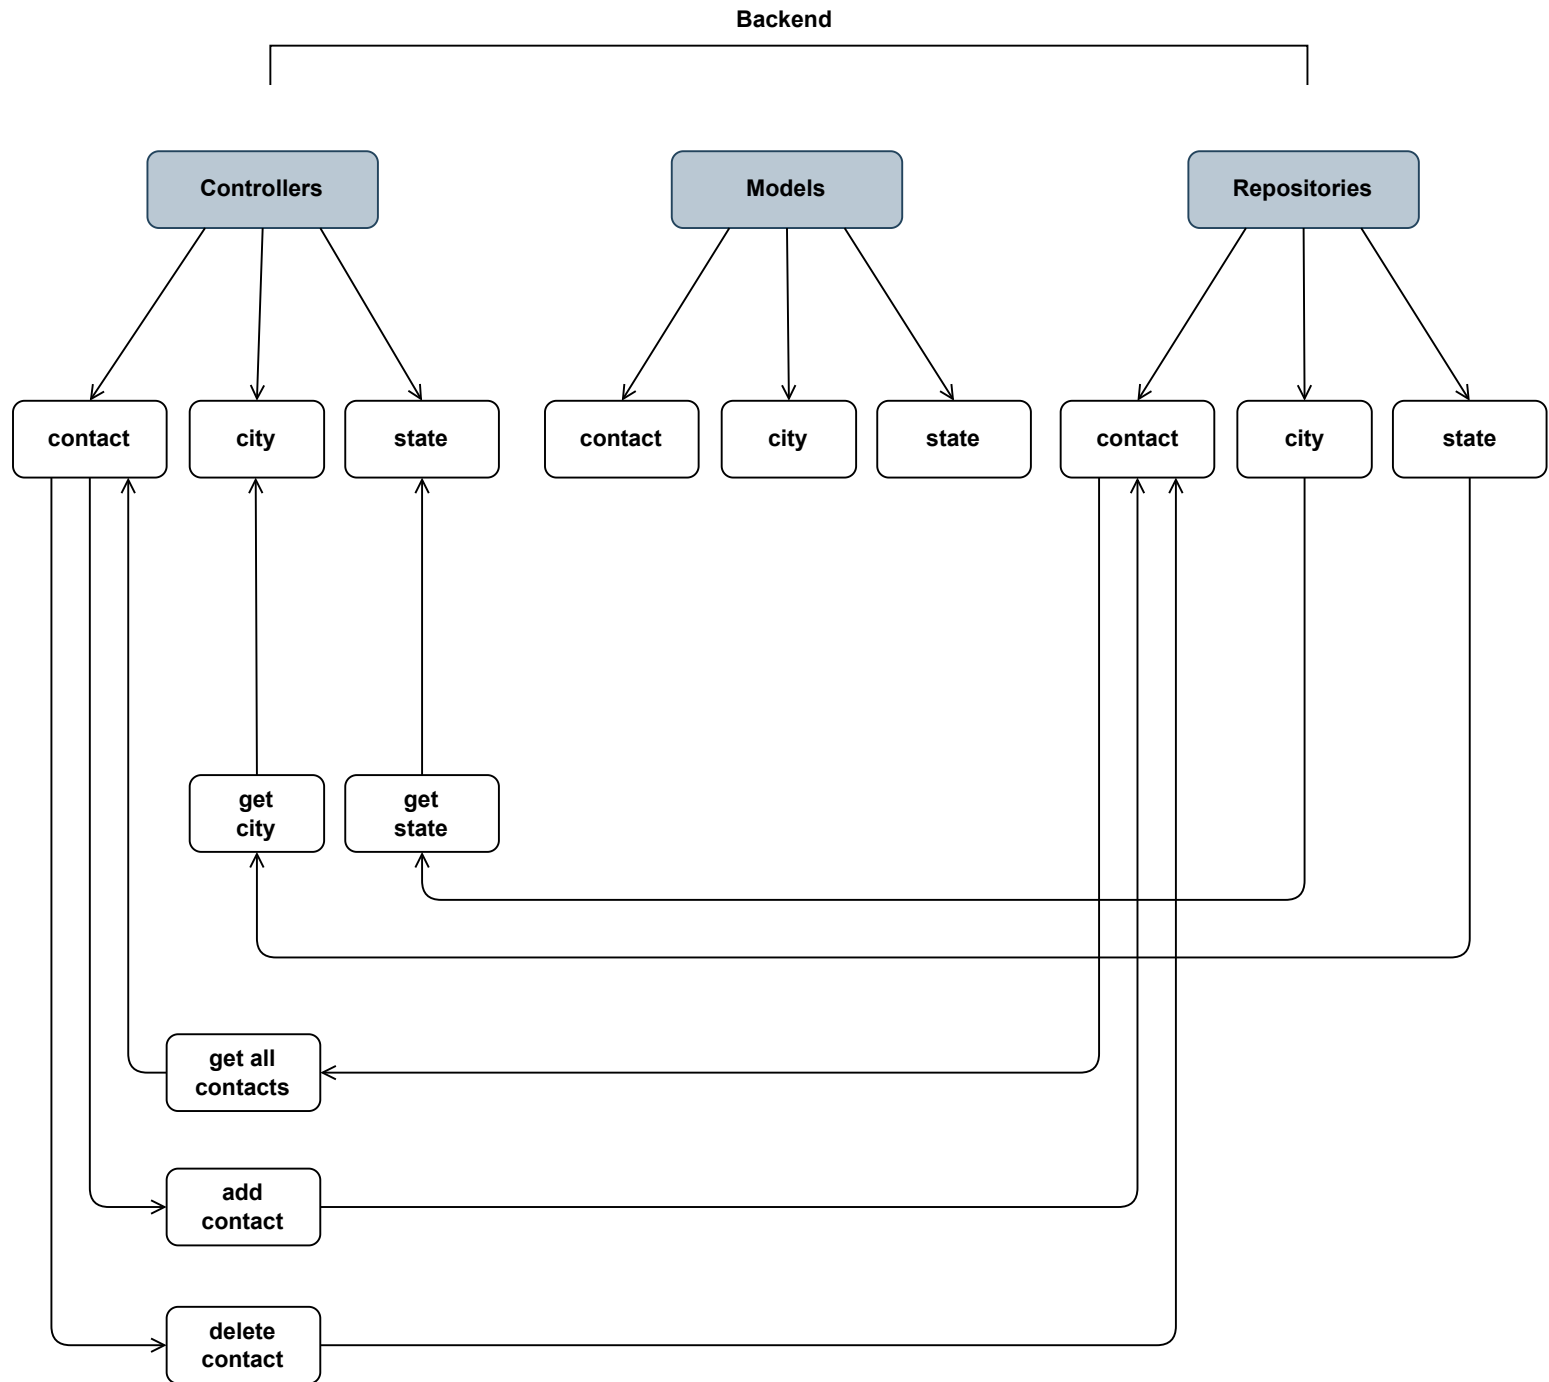 Backend
Controllers
Models
Repositories
contact
city
state
contact
city
state
contact
city
state
get
city
get
state
get all
contacts
add
contact
delete
contact